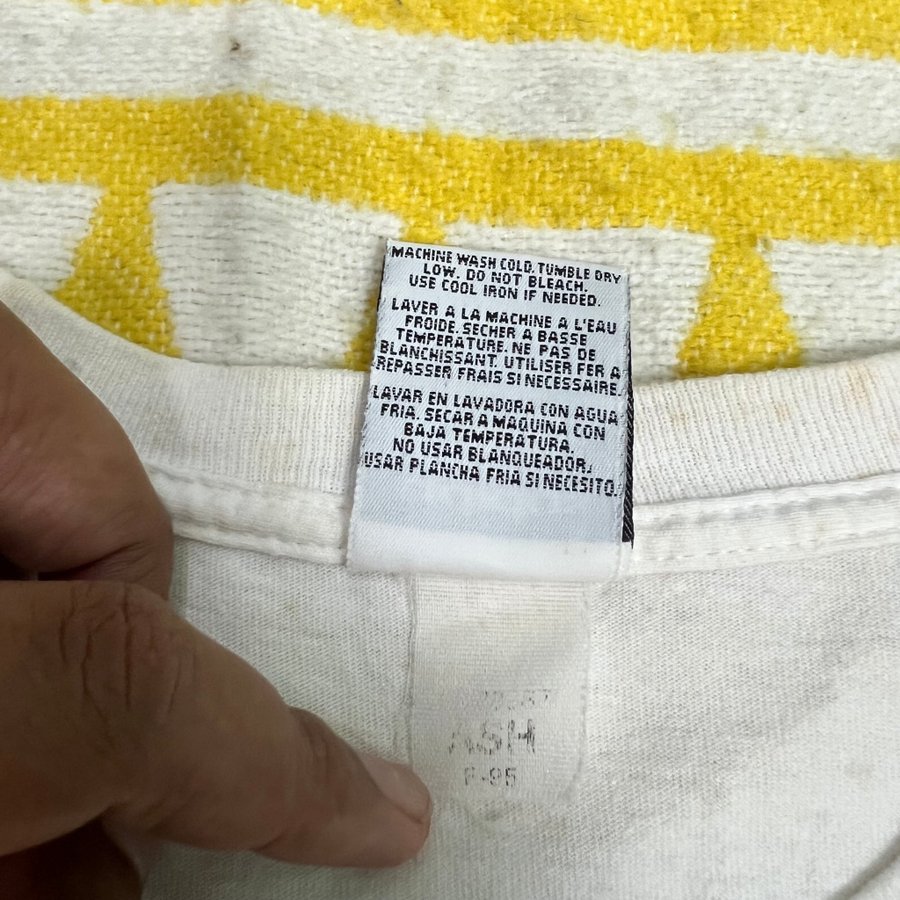 MACHINE WASH COLD. TUMBLE DRY
LOW. DO NOT BLEACH.
USE COOL IRON IF NEEDED.
LAVER A LA MACHINE A L'EAU
FROIDE. SECHER A BASSE
TEMPERATURE. NE PAS DE
BLANCHISSANT. UTILISER FER A
REPASSER FRAIS SI NECESSAIRE.
LAVAR EN LAVADORA CON AGUA
FRIA. SECAR A MAQUINA CON
BAJA TEMPERATURA.
NO USAR BLANQUEADOR,
USAR PLANCHA FRIA SI NECESITO.
ASH
F-95